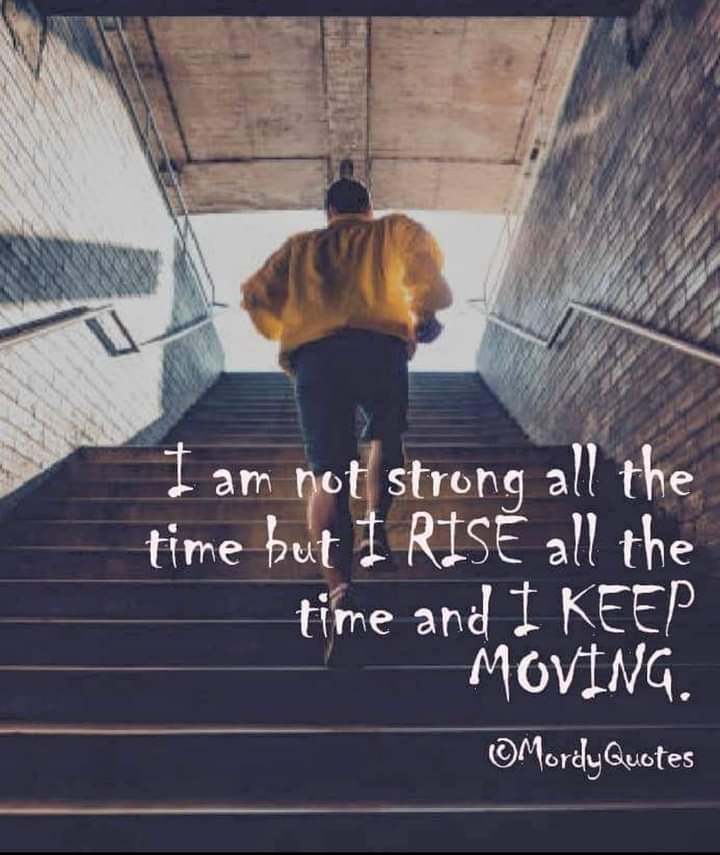 I am not strong all the
time but I RISE all the
time and I KEEP
MOVING.
©MordyQuotes